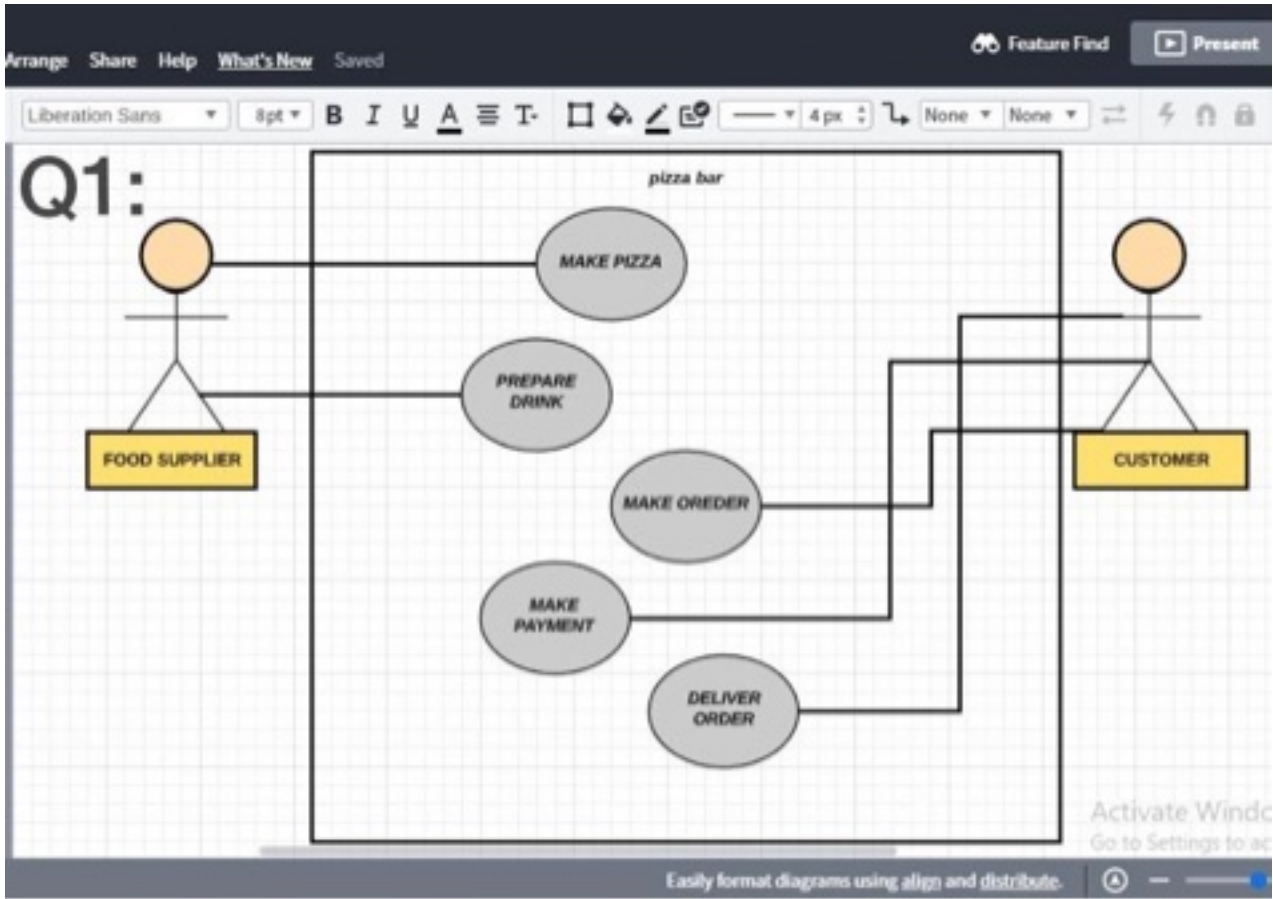 Feature Find
Present
Arrange Share Help What's New Saved
Liberation Sans 8pt B I U A T 4 px None None
Q1:
pizza bar
MAKE PIZZA
PREPARE
DRINK
FOOD SUPPLIER
CUSTOMER
MAKE OREDER
MAKE
PAYMENT
DELIVER
ORDER
Activate Windo
Go to Settings to ac
Easily format diagrams using align and distribute.